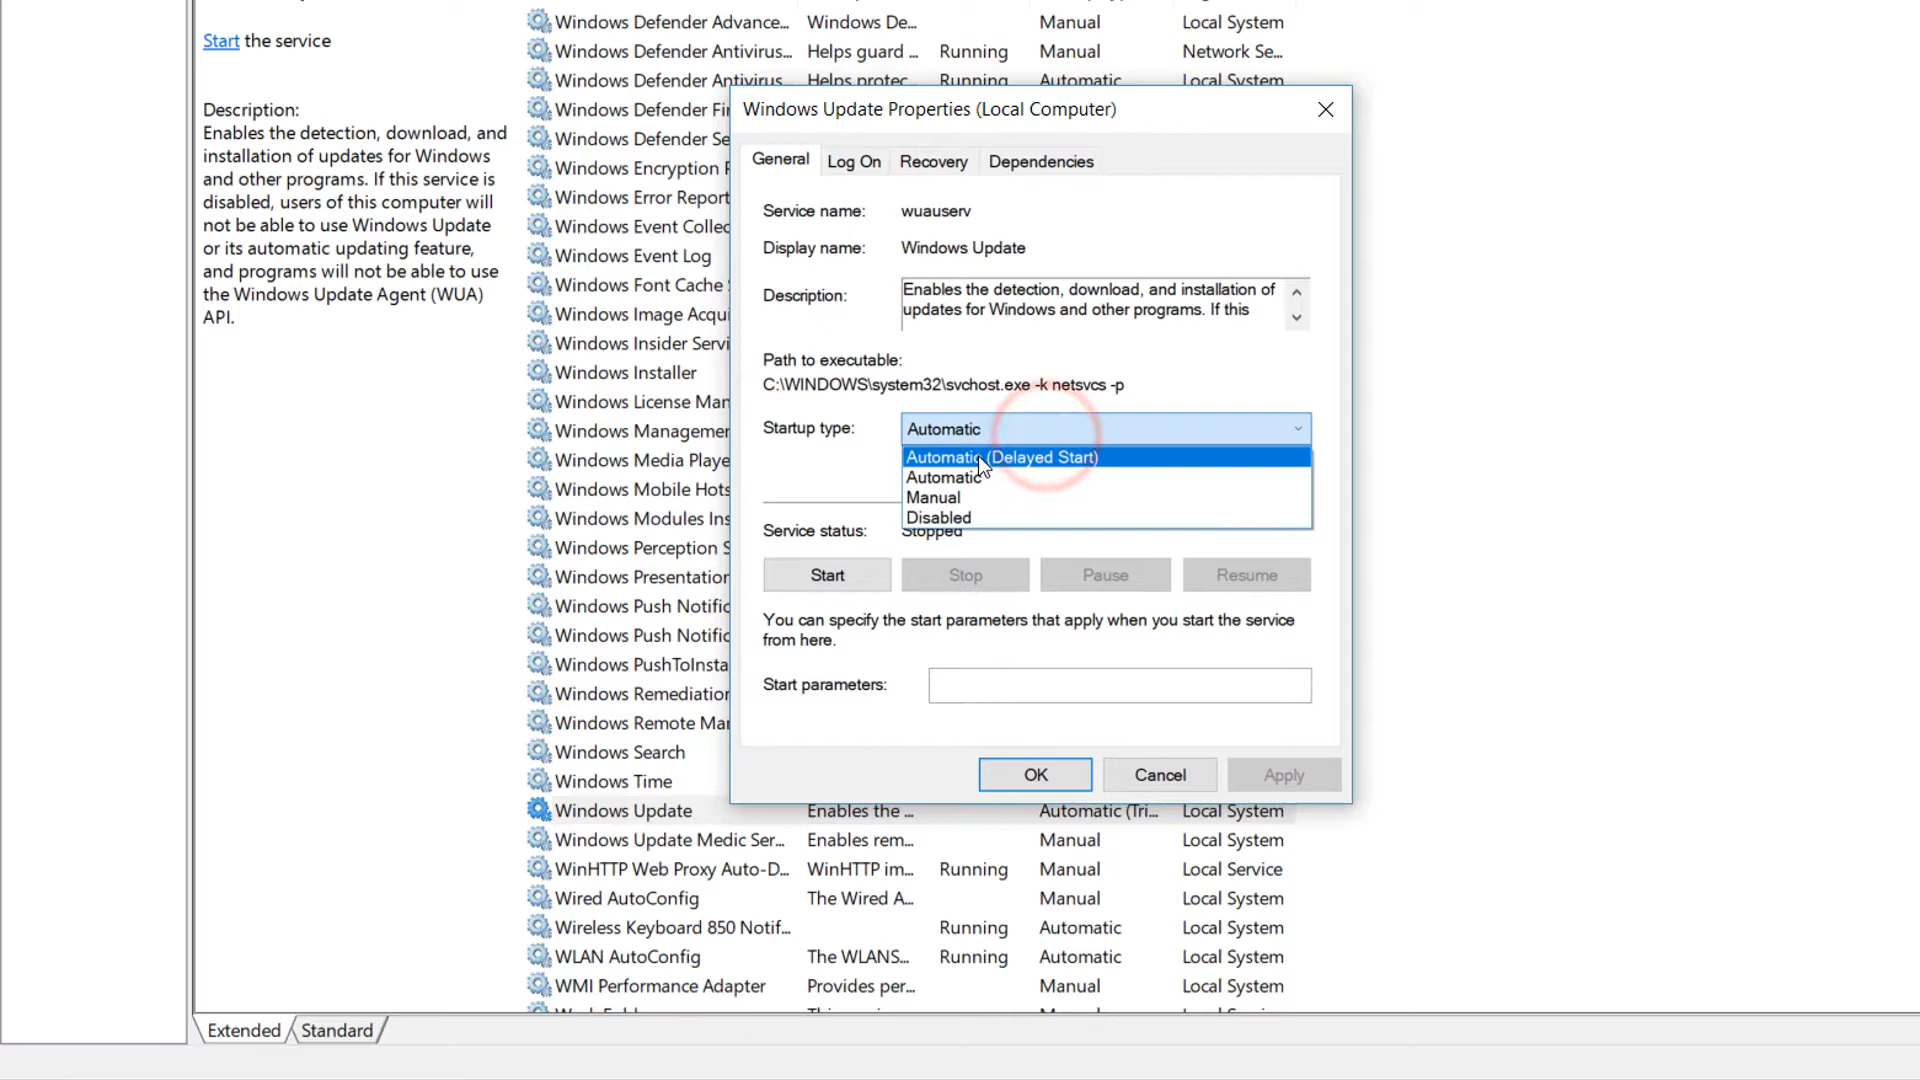 Start the service
Description:
Enables the detection, download, and
installation of updates for Windows
and other programs. If this service is
disabled, users of this computer will
not be able to use Windows Update
or its automatic updating feature,
and programs will not be able to use
the Windows Update Agent (WUA)
API.
Windows Defender Advance... Windows De... Manual Local System
Windows Defender Antivirus... Helps guard ... Running Manual Network Se...
Windows Defender Antivirus Helps protec Running Automatic Local System
Windows Defender Fi
Windows Defender Se
Windows Encryption
Windows Error Report
Windows Event Collec
Windows Event Log
Windows Font Cache
Windows Image Acqui
Windows Insider Servi
Windows Installer
Windows License Man
Windows Managemer
Windows Media Playe
Windows Mobile Hots
Windows Modules Ins
Windows Perception S
Windows Presentation
Windows Push Notific
Windows Push Notific
Windows PushToInsta
Windows Remediation
Windows Remote Mar
Windows Search
Windows Time
Windows Update Enables the ... Automatic (Tri... Local System
Windows Update Medic Ser... Enables rem... Manual Local System
WinHTTP Web Proxy Auto-D... WinHTTP im... Running Manual Local Service
Wired AutoConfig The Wired A... Manual Local System
Wireless Keyboard 850 Notif... Running Automatic Local System
WLAN AutoConfig The WLANS... Running Automatic Local System
WMI Performance Adapter Provides per... Manual Local System
Windows Update Properties (Local Computer)
General Log On Recovery Dependencies
Service name: wuauserv
Display name: Windows Update
Description: Enables the detection, download, and installation of
updates for Windows and other programs. If this
Path to executable:
C:\WINDOWS\system32\svchost.exe -k netsvcs -p
Startup type: Automatic
Automatic (Delayed Start)
Automatic
Manual
Disabled
Service status: Stopped
Start Stop Pause Resume
You can specify the start parameters that apply when you start the service
from here.
Start parameters:
OK Cancel Apply
Extended Standard